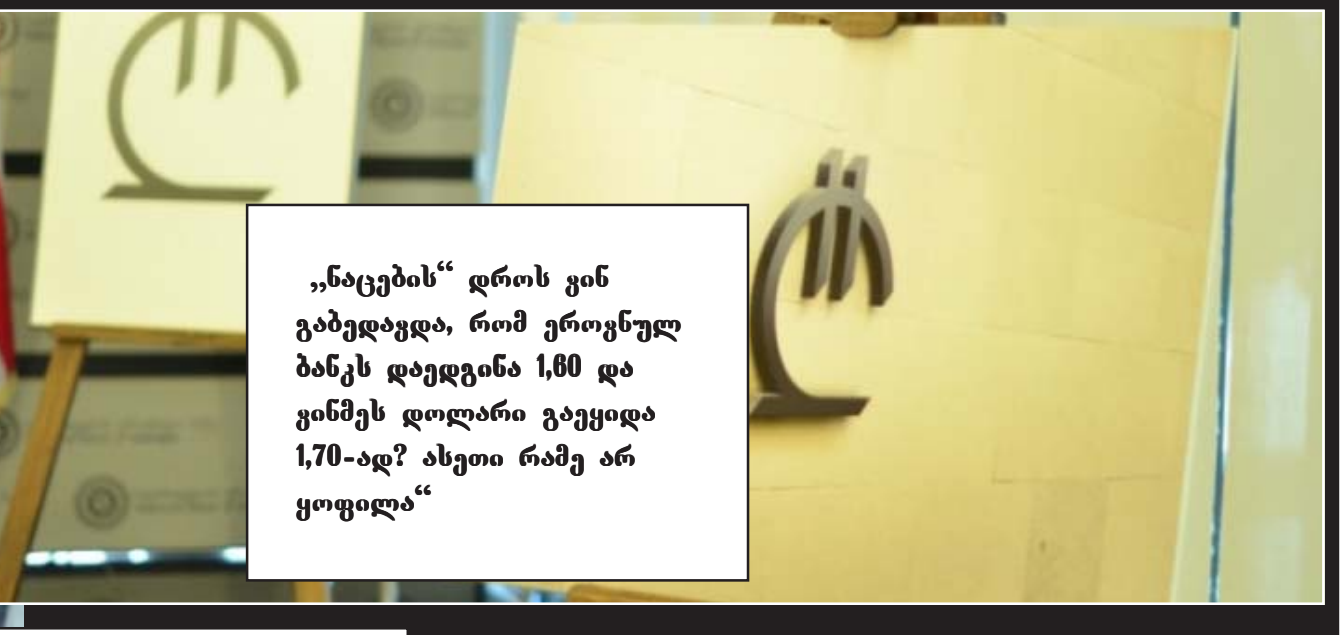 „ნაცების“ დროს ვინ
გაბედავდა, რომ ეროვნულ
ბანკს დაედგინა 1,60 და
ვინმეს დოლარი გაეყიდა
1,70-ად? ასეთი რამე არ
ყოფილა“